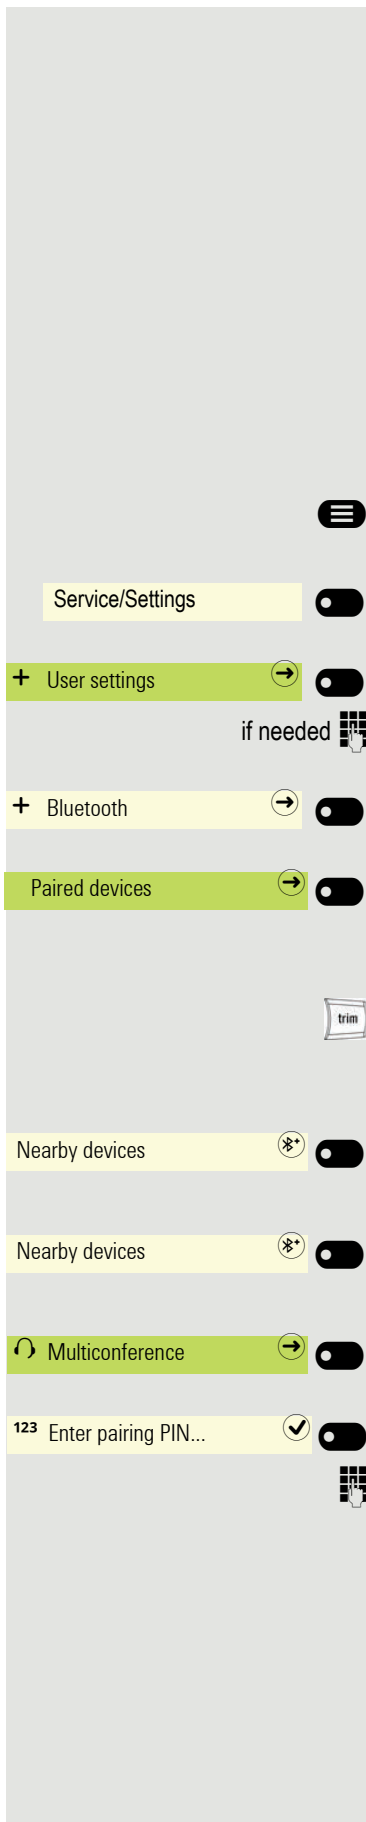 Service/Settings
+ User settings
if needed
+ Bluetooth
Paired devices
trim
Nearby devices
Nearby devices
Multiconference
123 Enter pairing PIN...